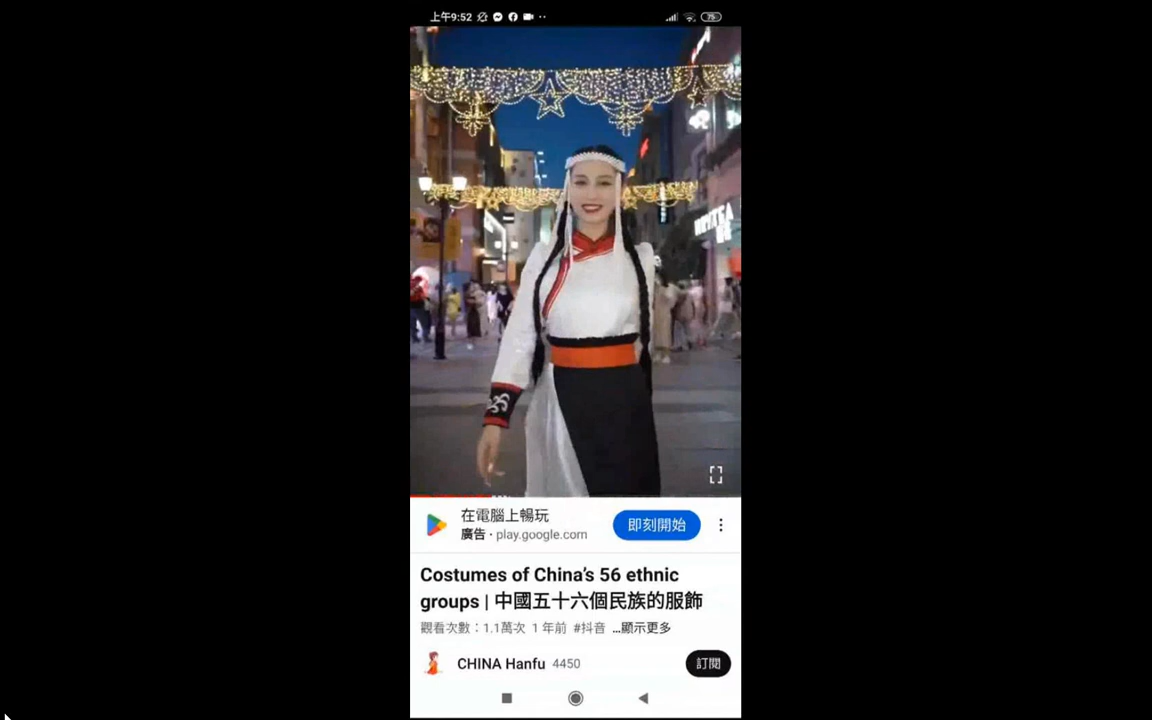 上午9:52
75
在電腦上暢玩
廣告 · play.google.com
即刻開始
Costumes of China's 56 ethnic
groups | 中國五十六個民族的服飾
觀看次數：1.1萬次 1 年前 #抖音 ...顯示更多
CHINA Hanfu 4450
訂閱